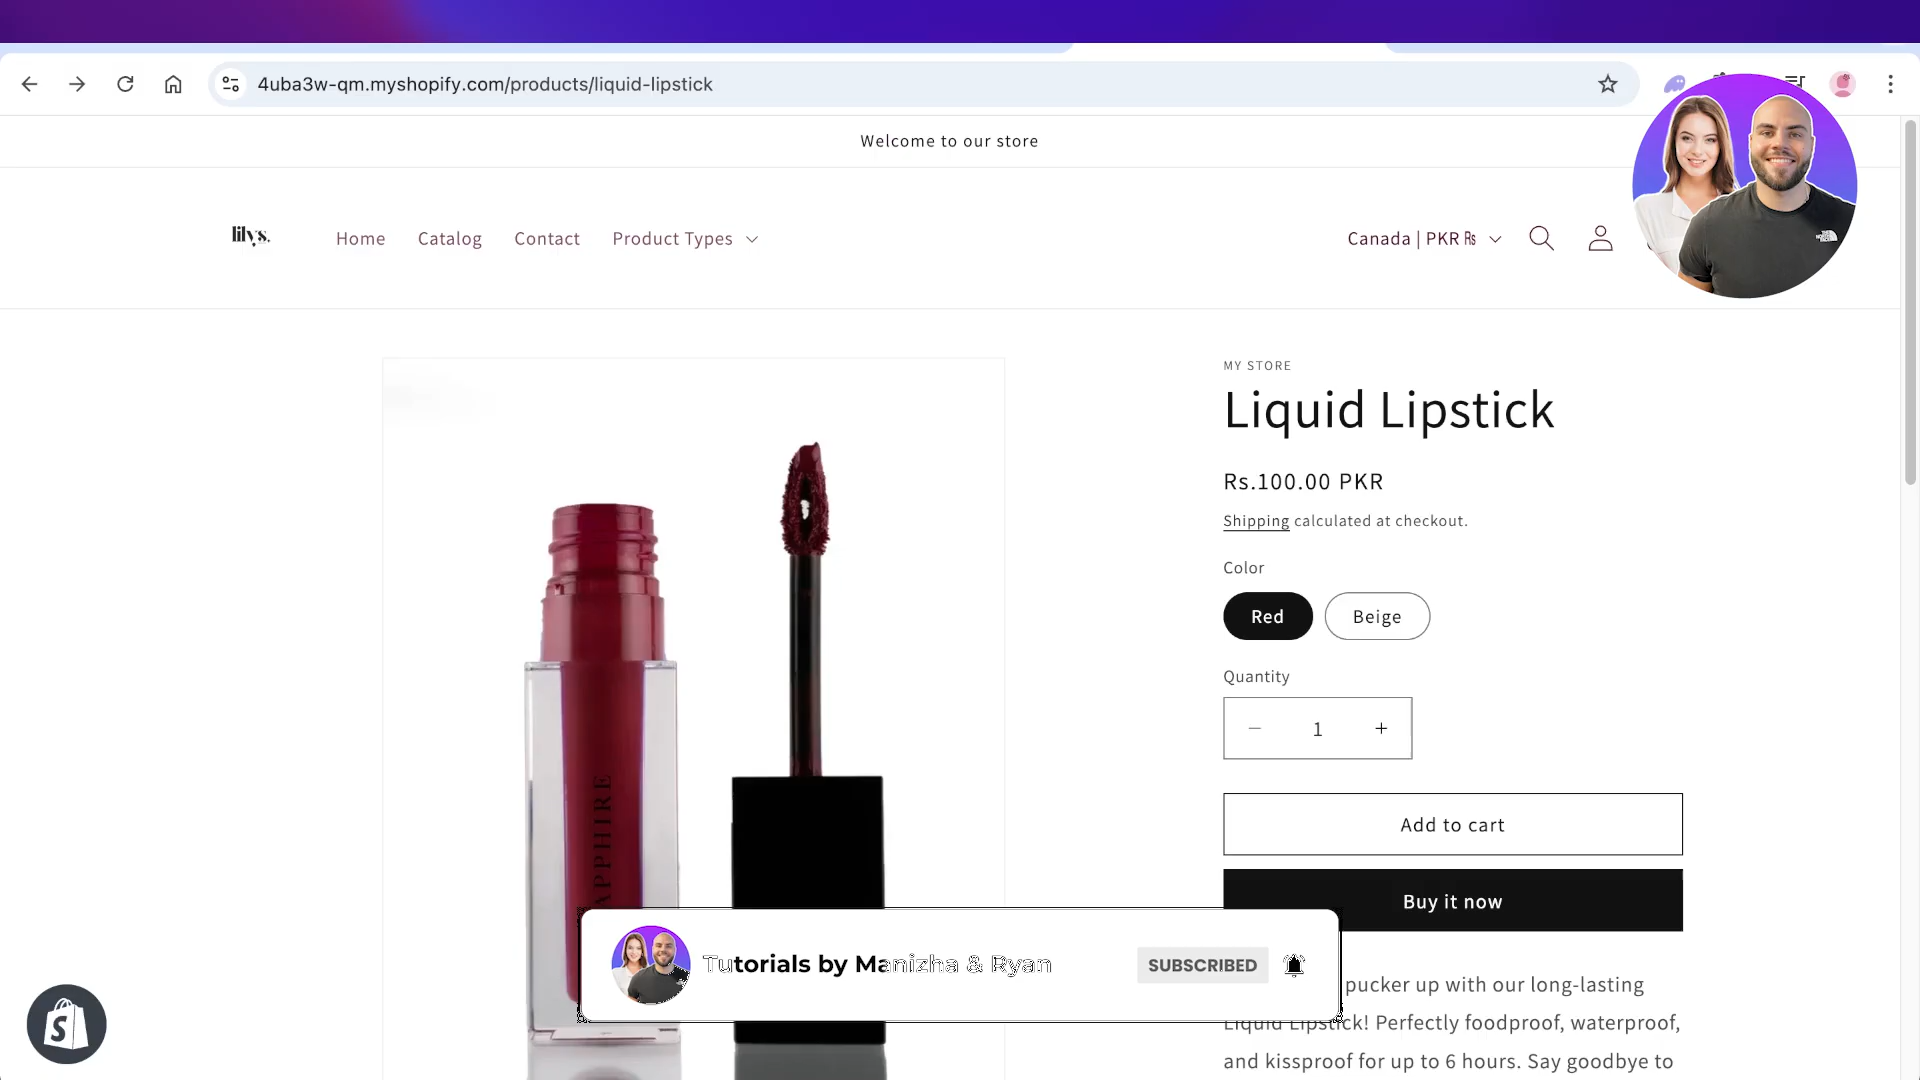 4uba3w-qm.myshopify.com/products/liquid-lipstick
Welcome to our store
lilys.
Home
Catalog
Contact
Product Types
Canada | PKR ₨
MY STORE
Liquid Lipstick
Rs.100.00 PKR
Shipping calculated at checkout.
Color
Red
Beige
Quantity
− 1 +
Add to cart
Buy it now
APPHIRE
Tutorials by Manizha & Ryan
SUBSCRIBED
pucker up with our long-lasting
Liquid Lipstick! Perfectly foodproof, waterproof,
and kissproof for up to 6 hours. Say goodbye to